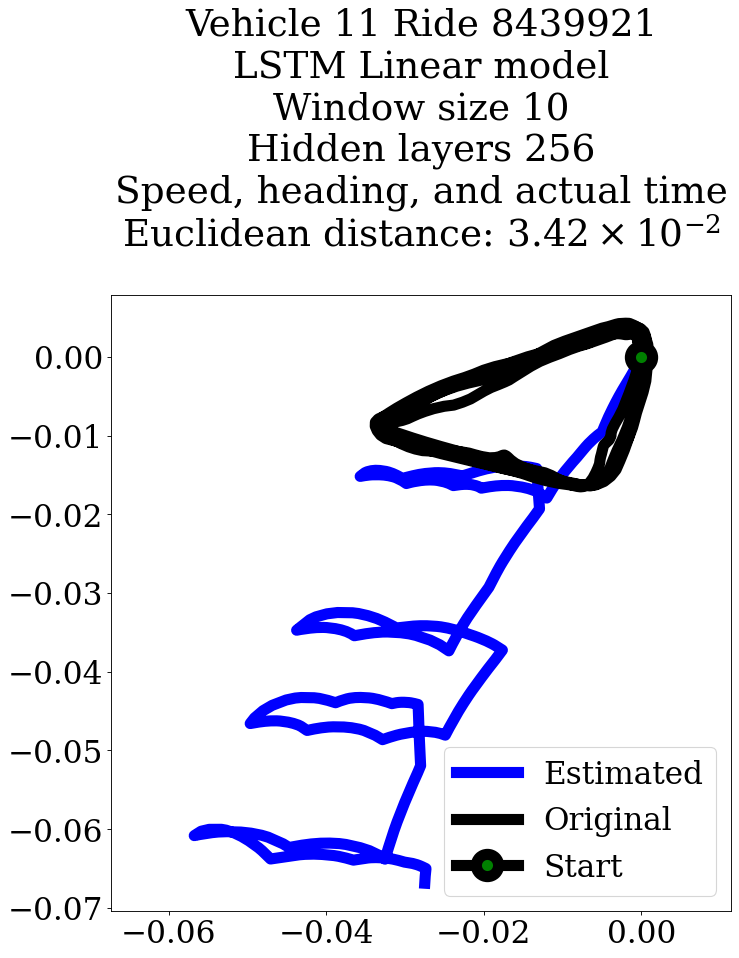 Vehicle 11 Ride 8439921
LSTM Linear model
Window size 10
Hidden layers 256
Speed, heading, and actual time
Euclidean distance: 3.42 × 10⁻²
0.00
−0.01
−0.02
−0.03
−0.04
−0.05
−0.06
−0.07
Estimated
Original
Start
−0.06 −0.04 −0.02 0.00